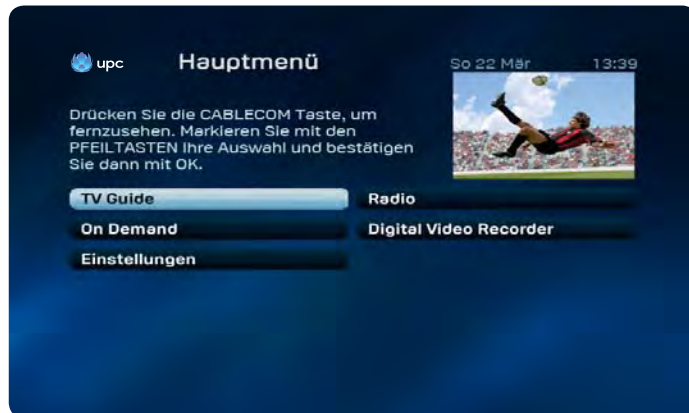 upc
Hauptmenü
So 22 Mär 13:39
Drücken Sie die CABLECOM Taste, um
fernzusehen. Markieren Sie mit den
PFEILTASTEN Ihre Auswahl und bestätigen
Sie dann mit OK.
TV Guide
Radio
On Demand
Digital Video Recorder
Einstellungen